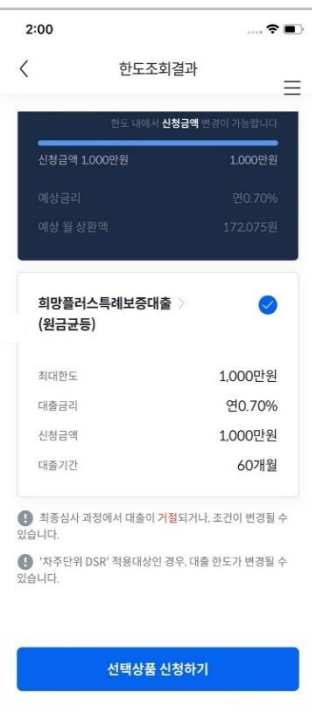 2:00
한도조회결과
한도 내에서 신청금액 변경이 가능합니다
신청금액 1,000만원 1,000만원
예상금리 연0.70%
예상 월 상환액 172,075원
희망플러스특례보증대출 >
(원금균등)
최대한도 1,000만원
대출금리 연0.70%
신청금액 1,000만원
대출기간 60개월
최종심사 과정에서 대출이 거절되거나, 조건이 변경될 수
있습니다.
'차주단위 DSR' 적용대상인 경우, 대출 한도가 변경될 수
있습니다.
선택상품 신청하기